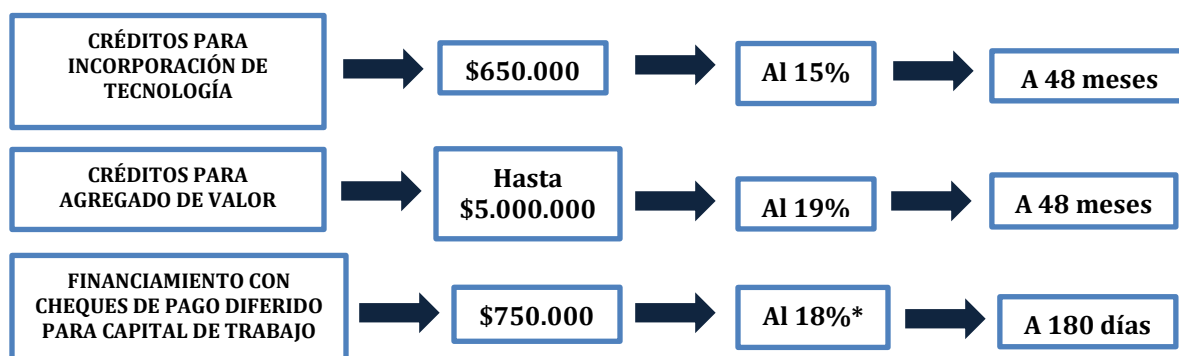 CRÉDITOS PARA
INCORPORACIÓN DE
TECNOLOGÍA
$650.000
Al 15%
A 48 meses
CRÉDITOS PARA
AGREGADO DE VALOR
Hasta
$5.000.000
Al 19%
A 48 meses
FINANCIAMIENTO CON
CHEQUES DE PAGO DIFERIDO
PARA CAPITAL DE TRABAJO
$750.000
Al 18%*
A 180 días